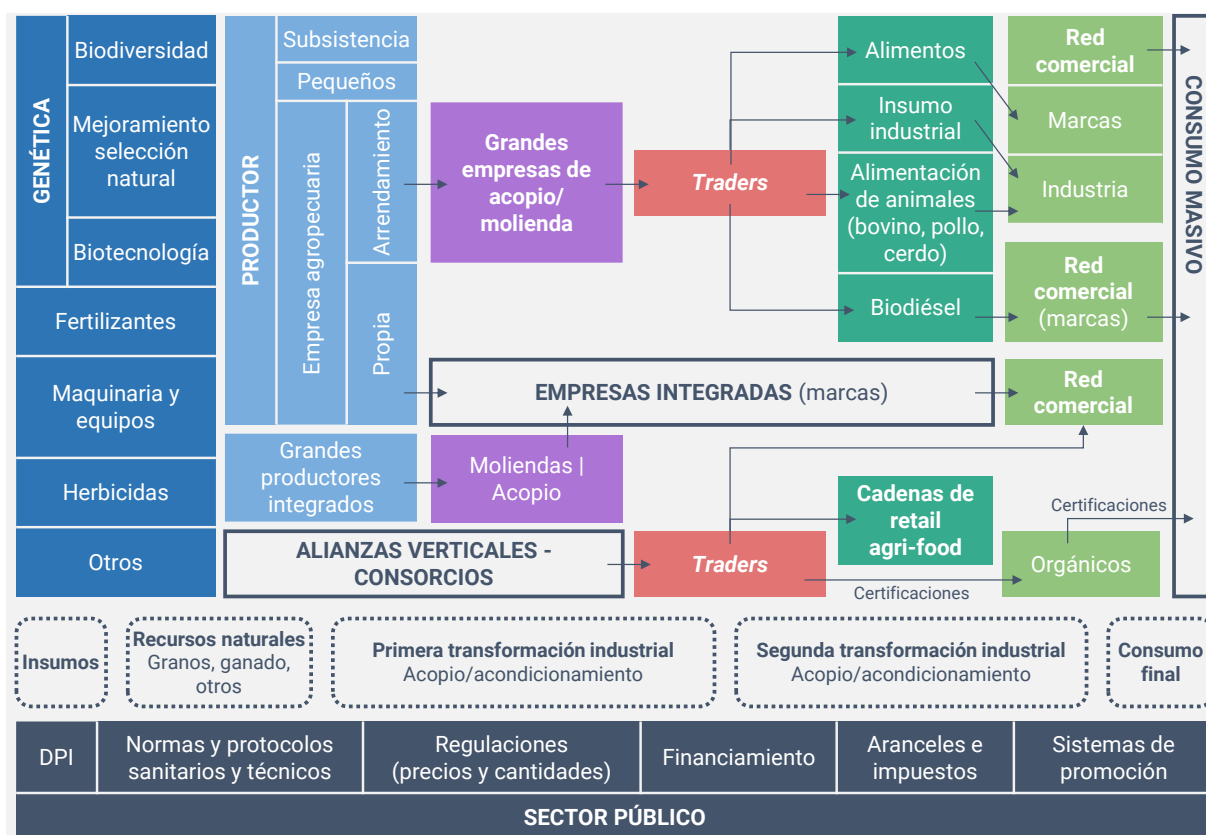 GENÉTICA
Biodiversidad
Mejoramiento
selección
natural
Biotecnología
Fertilizantes
Maquinaria y
equipos
Herbicidas
Otros
PRODUCTOR
Subsistencia
Pequeños
Empresa agropecuaria
Arrendamiento
Propia
Grandes
productores
integrados
Grandes
empresas de
acopio/
molienda
Traders
Alimentos
Insumo
industrial
Alimentación
de animales
(bovino, pollo,
cerdo)
Biodiésel
Red
comercial
Marcas
Industria
Red
comercial
(marcas)
CONSUMO MASIVO
EMPRESAS INTEGRADAS (marcas)
Red
comercial
Moliendas |
Acopio
ALIANZAS VERTICALES -
CONSORCIOS
Traders
Cadenas de
retail
agri-food
Certificaciones
Orgánicos
Certificaciones
Insumos
Recursos naturales
Granos, ganado,
otros
Primera transformación industrial
Acopio/acondicionamiento
Segunda transformación industrial
Acopio/acondicionamiento
Consumo
final
DPI
Normas y protocolos
sanitarios y técnicos
Regulaciones
(precios y cantidades)
Financiamiento
Aranceles e
impuestos
Sistemas de
promoción
SECTOR PÚBLICO